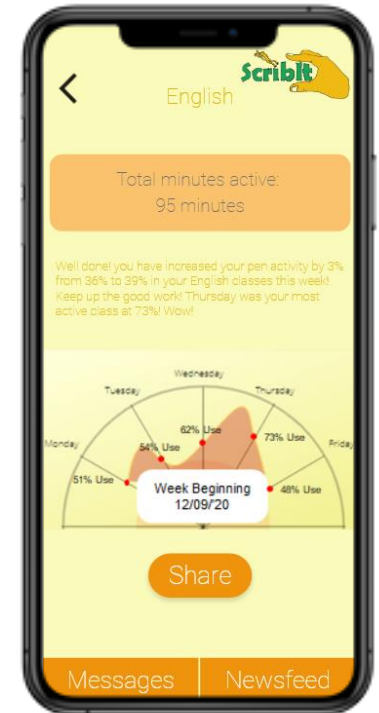 ScribIt
English
Total minutes active:
95 minutes
Well done! you have increased your pen activity by 3%
from 36% to 39% in your English classes this week!
Keep up the good work! Thursday was your most
active class at 73%! Wow!
Wednesday
Tuesday
Thursday
Monday
Friday
62% Use
54% Use
73% Use
51% Use
48% Use
Week Beginning
12/09/'20
Share
Messages
Newsfeed